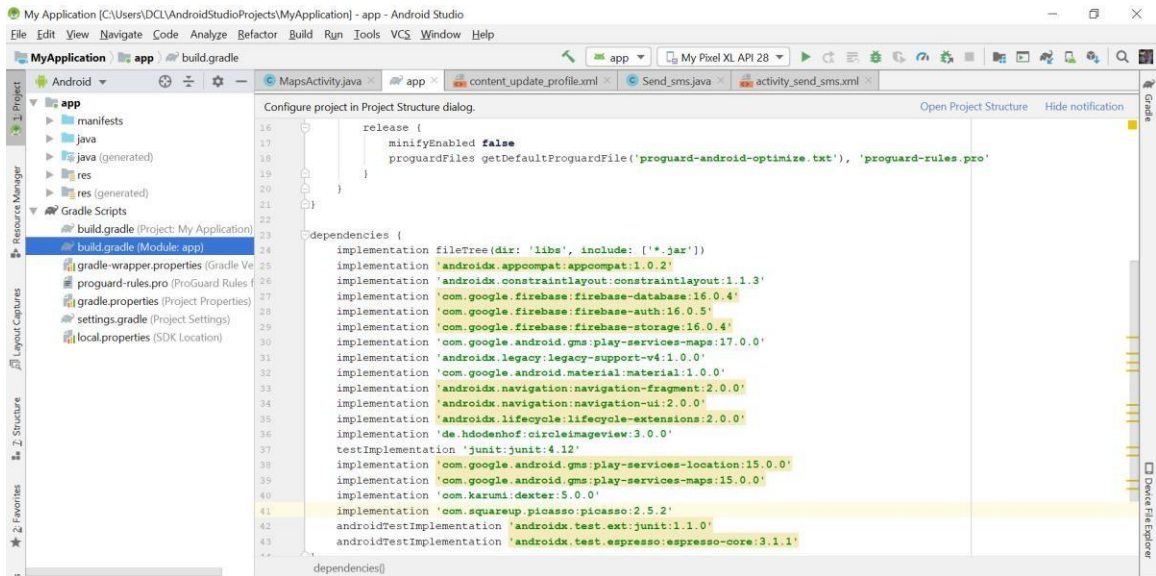 My Application [C:\Users\DCL\AndroidStudioProjects\MyApplication] - app - Android Studio
File Edit View Navigate Code Analyze Refactor Build Run Tools VCS Window Help
MyApplication app build.gradle
app My Pixel XL API 28
Android
MapsActivity.java app content_update_profile.xml Send_sms.java activity_send_sms.xml
Configure project in Project Structure dialog. Open Project Structure Hide notification
1: Project
Resource Manager
Layout Captures
7: Structure
2: Favorites
app
manifests
java
java (generated)
res
res (generated)
Gradle Scripts
build.gradle (Project: My Application)
build.gradle (Module: app)
gradle-wrapper.properties (Gradle Ve
proguard-rules.pro (ProGuard Rules f
gradle.properties (Project Properties)
settings.gradle (Project Settings)
local.properties (SDK Location)
16 release {
17 minifyEnabled false
18 proguardFiles getDefaultProguardFile('proguard-android-optimize.txt'), 'proguard-rules.pro'
19 }
20 }
21 }
22
23 dependencies {
24 implementation fileTree(dir: 'libs', include: ['*.jar'])
25 implementation 'androidx.appcompat:appcompat:1.0.2'
26 implementation 'androidx.constraintlayout:constraintlayout:1.1.3'
27 implementation 'com.google.firebase:firebase-database:16.0.4'
28 implementation 'com.google.firebase:firebase-auth:16.0.5'
29 implementation 'com.google.firebase:firebase-storage:16.0.4'
30 implementation 'com.google.android.gms:play-services-maps:17.0.0'
31 implementation 'androidx.legacy:legacy-support-v4:1.0.0'
32 implementation 'com.google.android.material:material:1.0.0'
33 implementation 'androidx.navigation:navigation-fragment:2.0.0'
34 implementation 'androidx.navigation:navigation-ui:2.0.0'
35 implementation 'androidx.lifecycle:lifecycle-extensions:2.0.0'
36 implementation 'de.hdodenhof:circleimageview:3.0.0'
37 testImplementation 'junit:junit:4.12'
38 implementation 'com.google.android.gms:play-services-location:15.0.0'
39 implementation 'com.google.android.gms:play-services-maps:15.0.0'
40 implementation 'com.karumi:dexter:5.0.0'
41 implementation 'com.squareup.picasso:picasso:2.5.2'
42 androidTestImplementation 'androidx.test.ext:junit:1.1.0'
43 androidTestImplementation 'androidx.test.espresso:espresso-core:3.1.1'
dependencies{}
Gradle
Device File Explorer